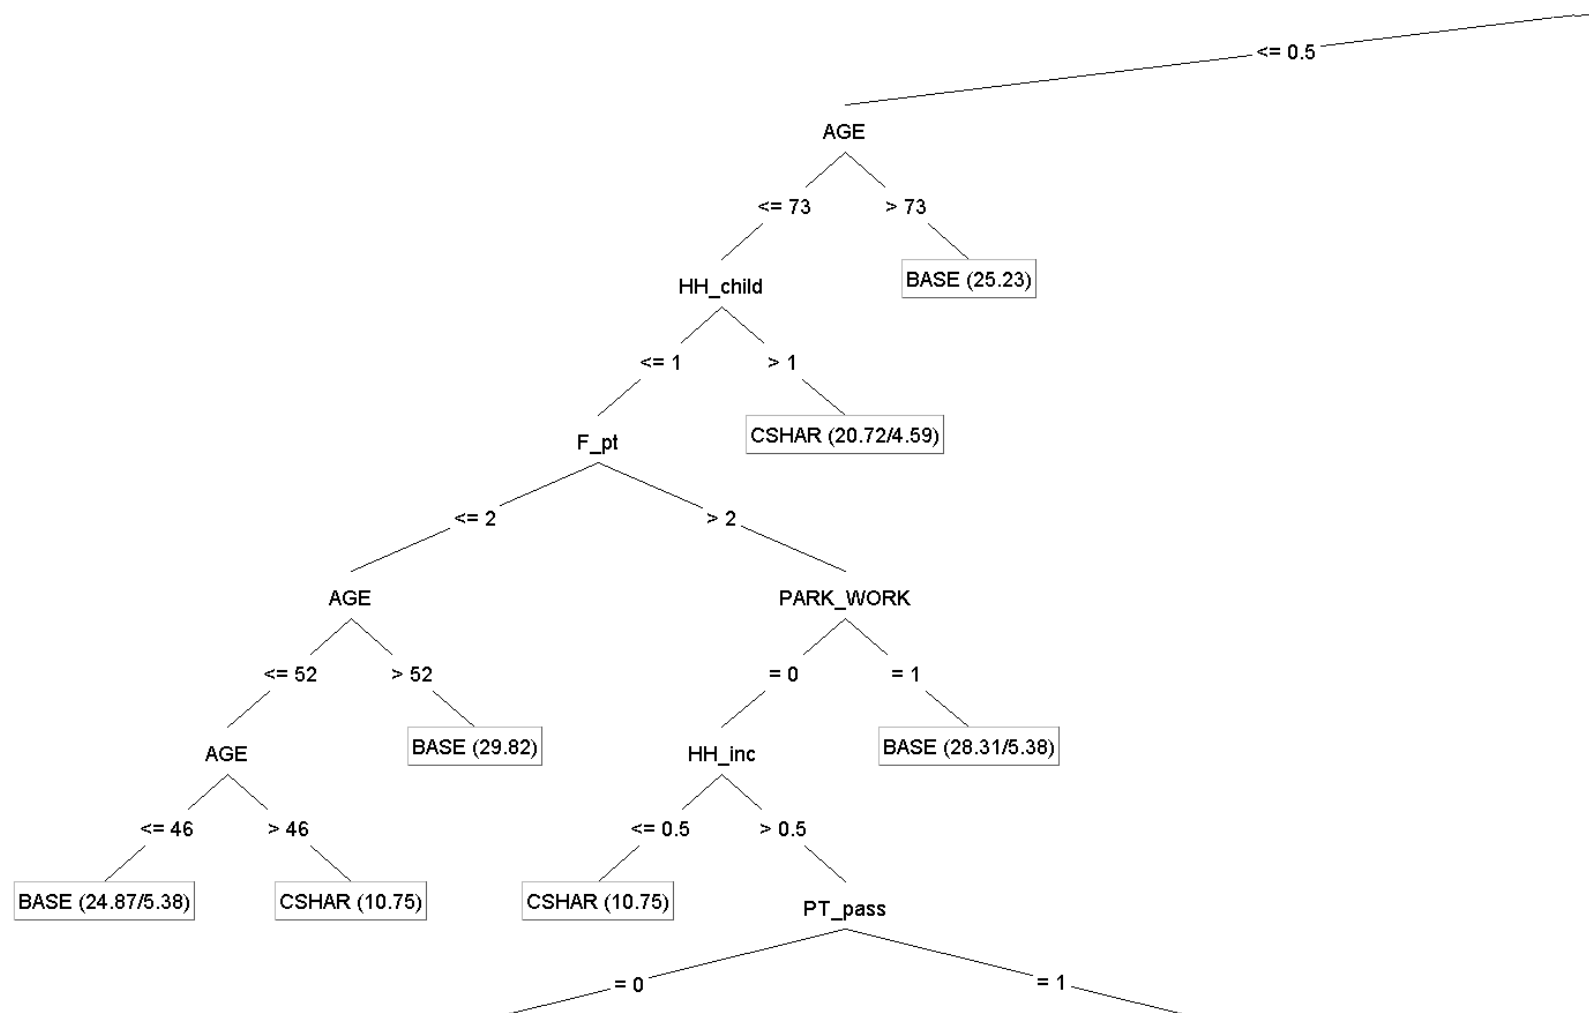 <= 0.5
AGE
<= 73
> 73
HH_child
BASE (25.23)
<= 1
> 1
F_pt
CSHAR (20.72/4.59)
<= 2
> 2
AGE
PARK_WORK
<= 52
> 52
= 0
= 1
AGE
BASE (29.82)
HH_inc
BASE (28.31/5.38)
<= 46
> 46
<= 0.5
> 0.5
BASE (24.87/5.38)
CSHAR (10.75)
CSHAR (10.75)
PT_pass
= 0
= 1